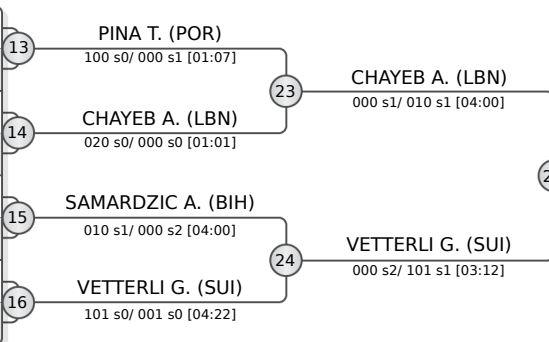 PINA T. (POR)
13
100 s0/ 000 s1 [01:07]
CHAYEB A. (LBN)
23
000 s1/ 010 s1 [04:00]
CHAYEB A. (LBN)
14
020 s0/ 000 s0 [01:01]
SAMARDZIC A. (BIH)
15
010 s1/ 000 s2 [04:00]
VETTERLI G. (SUI)
24
000 s2/ 101 s1 [03:12]
VETTERLI G. (SUI)
16
101 s0/ 001 s0 [04:22]